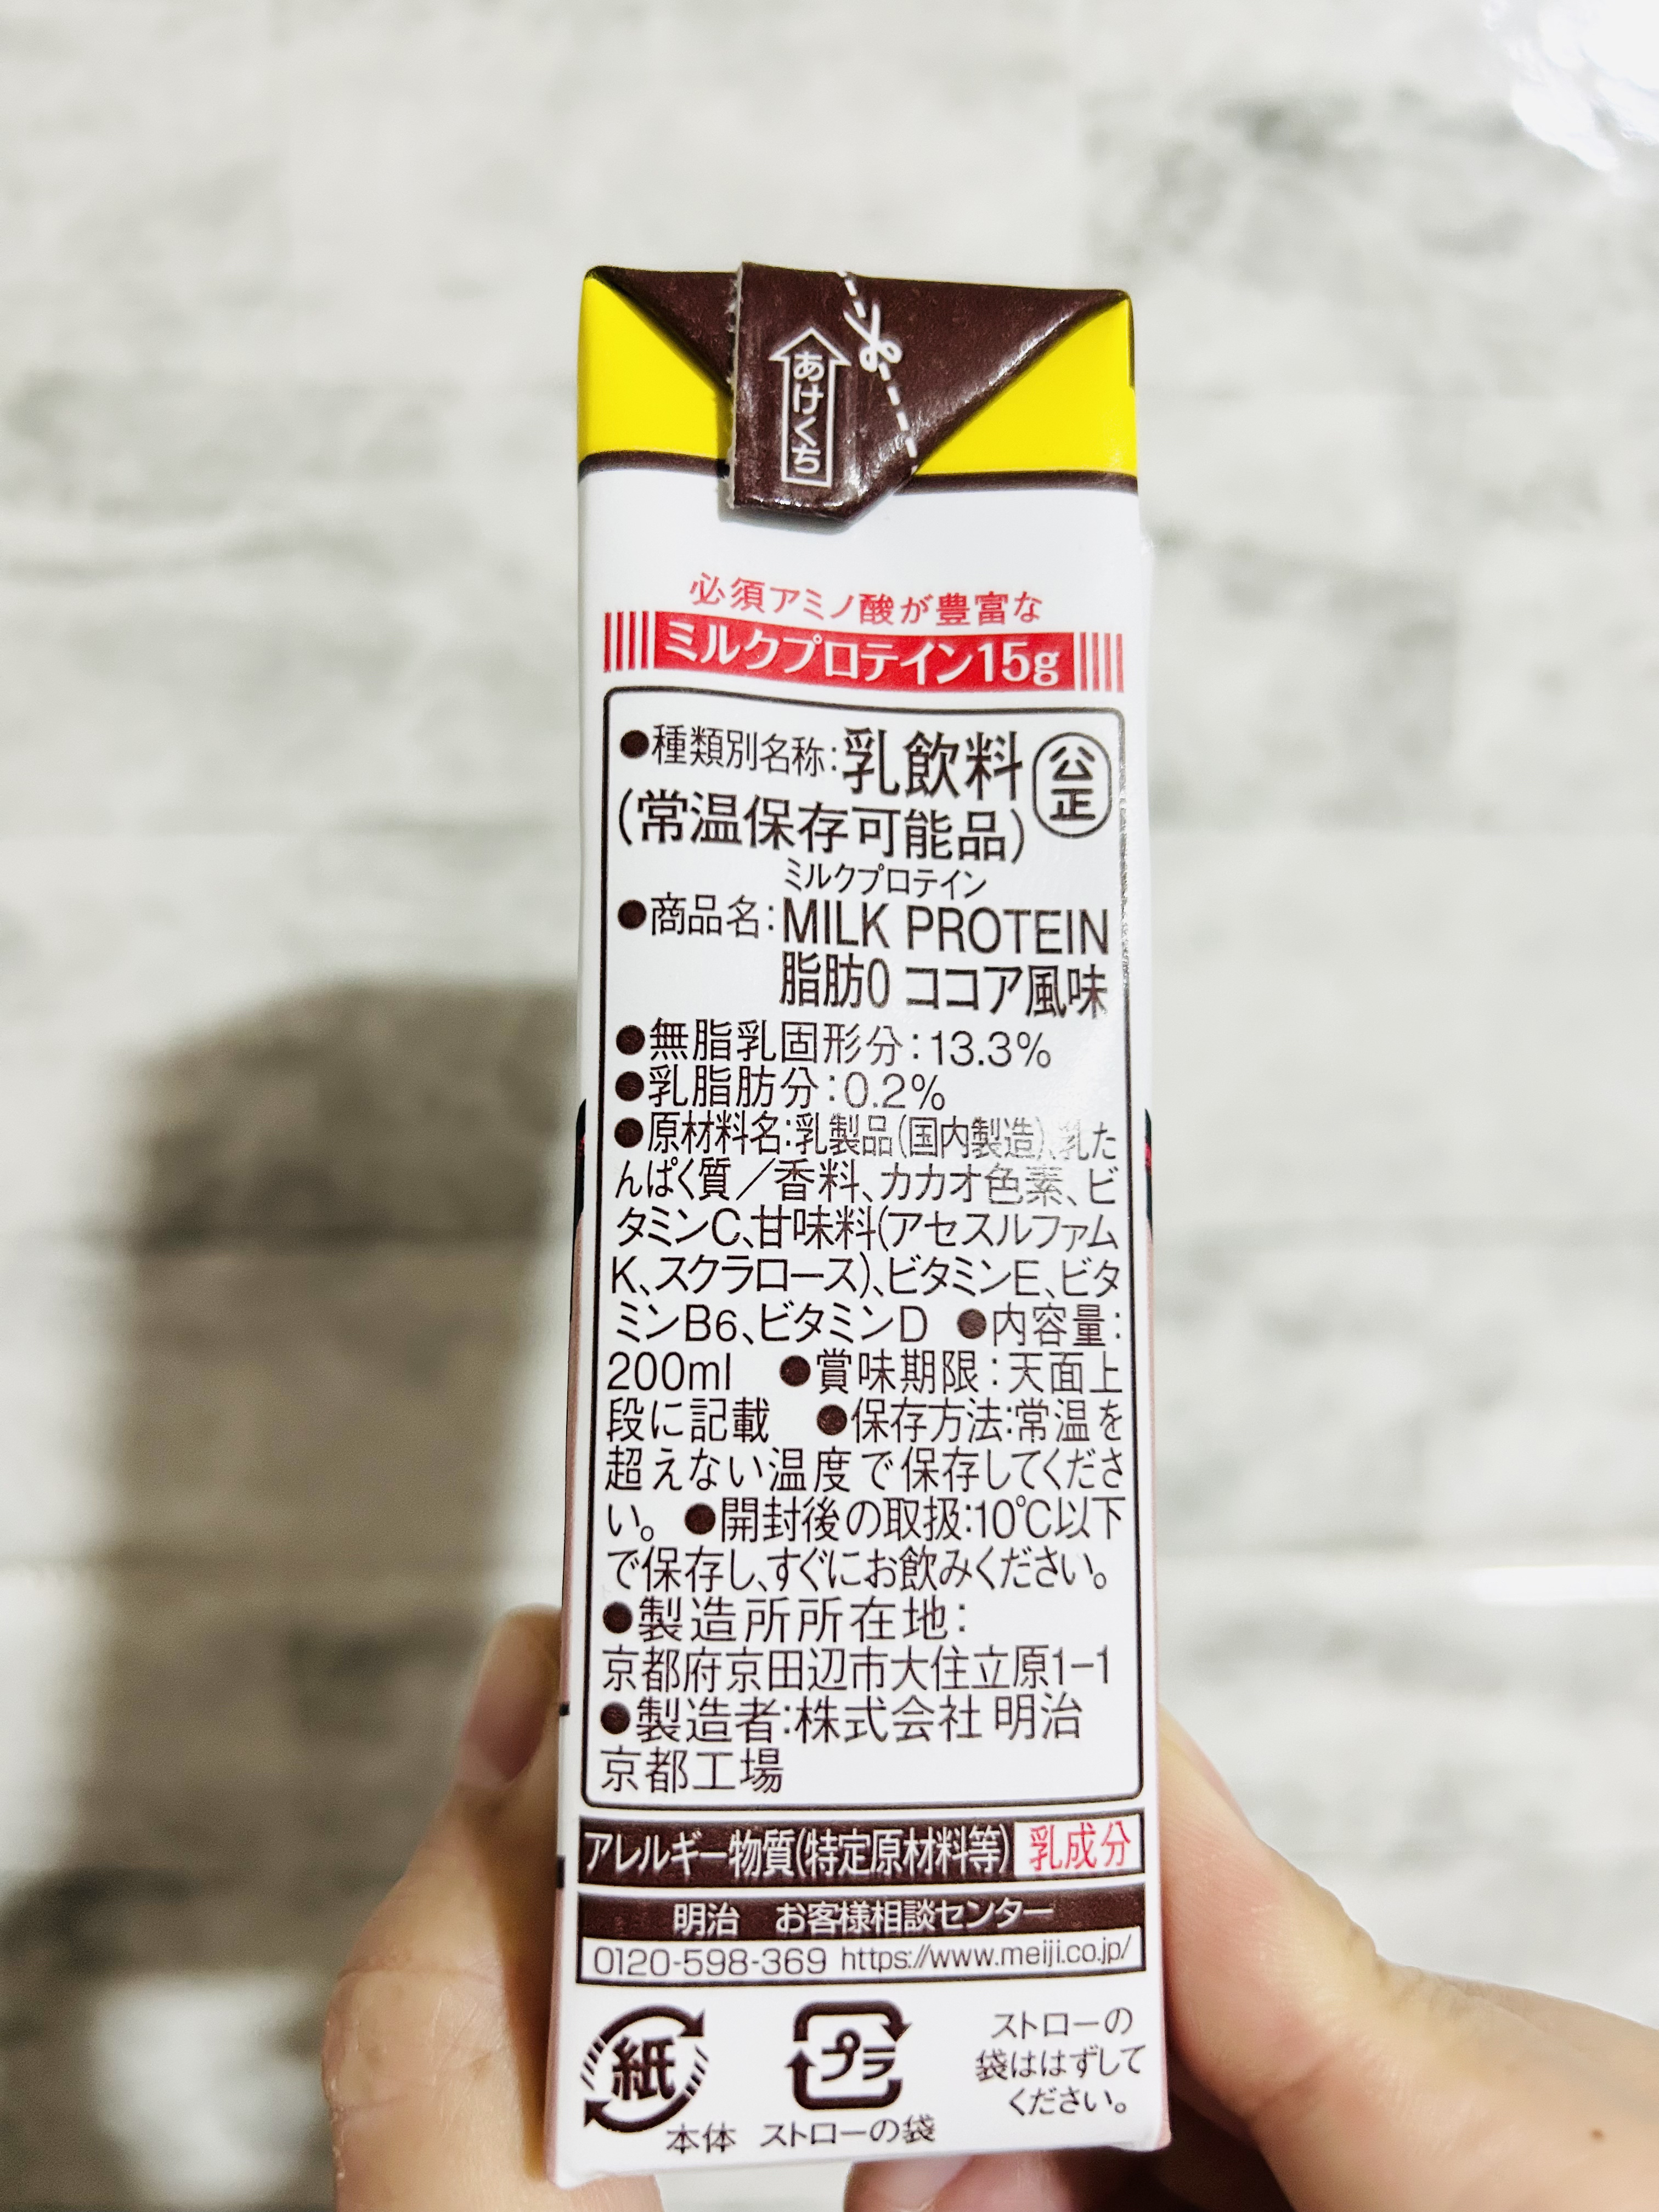 あけくち
必須アミノ酸が豊富な
ミルクプロテイン15g
●種類別名称:乳飲料 公正
(常温保存可能品)
ミルクプロテイン
●商品名:MILK PROTEIN
脂肪0 ココア風味
●無脂乳固形分:13.3%
●乳脂肪分:0.2%
●原材料名:乳製品(国内製造)、乳た
んぱく質/香料、カカオ色素、ビ
タミンC、甘味料(アセスルファム
K、スクラロース)、ビタミンE、ビタ
ミンB6、ビタミンD ●内容量:
200ml ●賞味期限:天面上
段に記載 ●保存方法:常温を
超えない温度で保存してくださ
い。 ●開封後の取扱:10℃以下
で保存し、すぐにお飲みください。
●製造所所在地:
京都府京田辺市大住立原1-1
●製造者:株式会社 明治
京都工場
アレルギー物質(特定原材料等) 乳成分
明治 お客様相談センター
0120-598-369 https://www.meiji.co.jp/
紙 プラ ストローの
袋ははずして
ください。
本体 ストローの袋